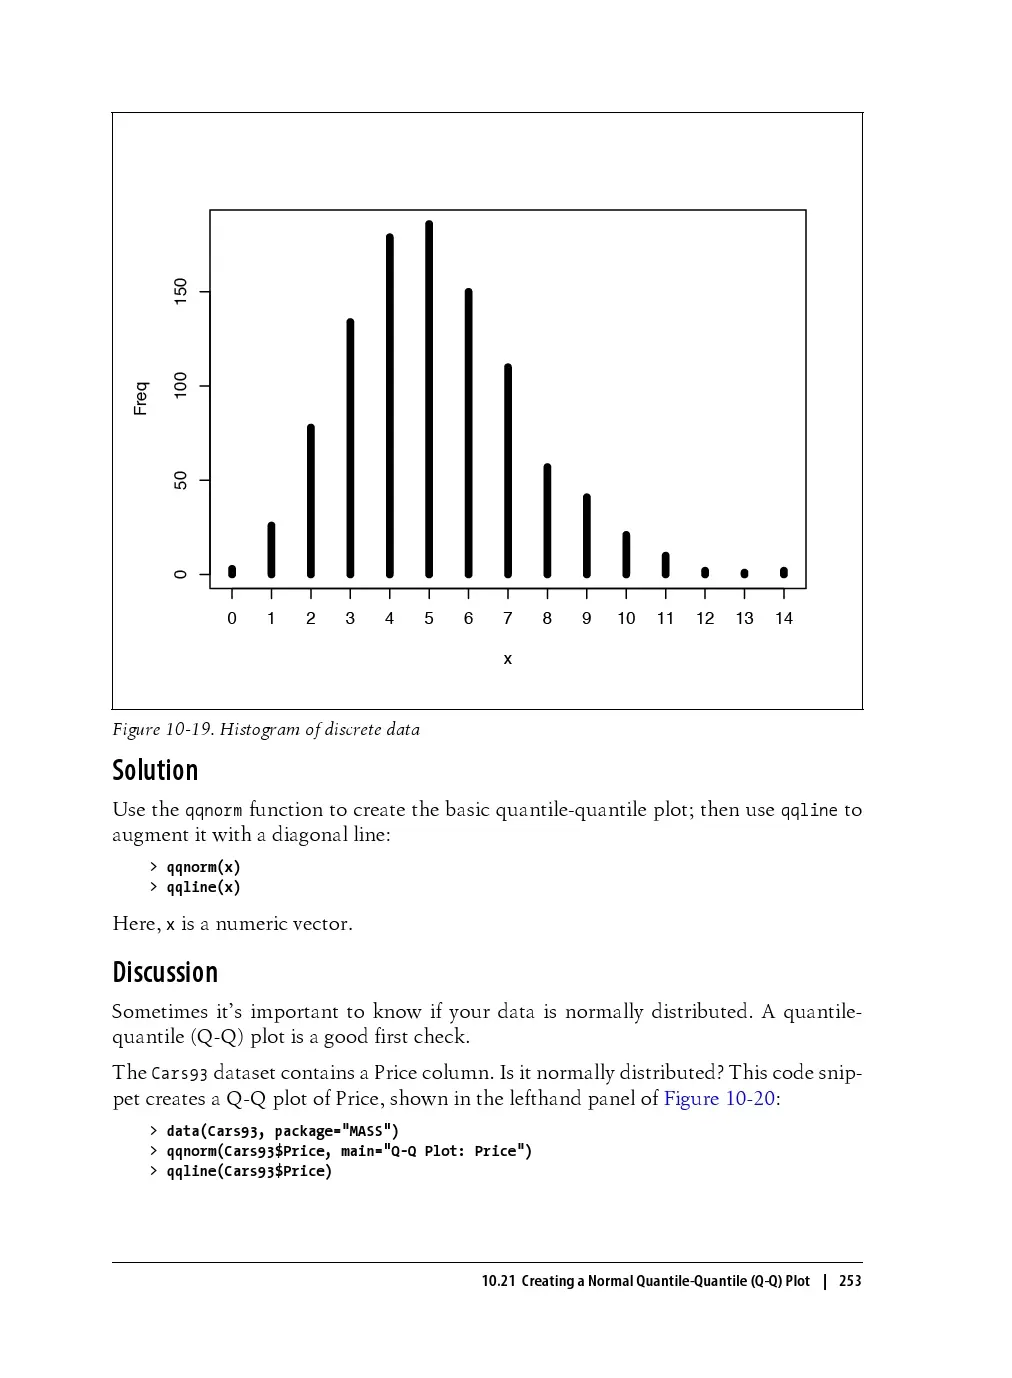 150
100
50
0
Freq
0 1 2 3 4 5 6 7 8 9 10 11 12 13 14
x
Figure 10-19. Histogram of discrete data
Solution
Use the qqnorm function to create the basic quantile-quantile plot; then use qqline to
augment it with a diagonal line:
> qqnorm(x)
> qqline(x)
Here, x is a numeric vector.
Discussion
Sometimes it’s important to know if your data is normally distributed. A quantile-
quantile (Q-Q) plot is a good first check.
The Cars93 dataset contains a Price column. Is it normally distributed? This code snip-
pet creates a Q-Q plot of Price, shown in the lefthand panel of Figure 10-20:
> data(Cars93, package="MASS")
> qqnorm(Cars93$Price, main="Q-Q Plot: Price")
> qqline(Cars93$Price)
10.21 Creating a Normal Quantile-Quantile (Q-Q) Plot | 253